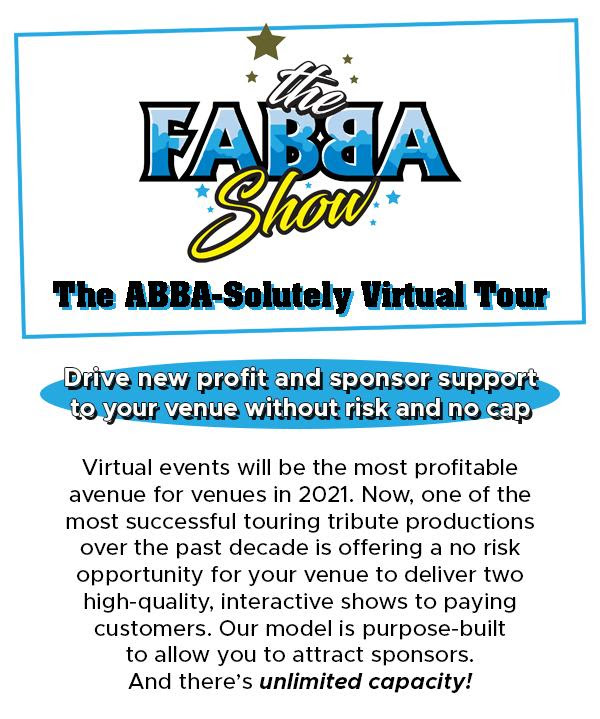 the
FABBA
Show
The ABBA-Solutely Virtual Tour
Drive new profit and sponsor support
to your venue without risk and no cap
Virtual events will be the most profitable
avenue for venues in 2021. Now, one of the
most successful touring tribute productions
over the past decade is offering a no risk
opportunity for your venue to deliver two
high-quality, interactive shows to paying
customers. Our model is purpose-built
to allow you to attract sponsors.
And there’s unlimited capacity!